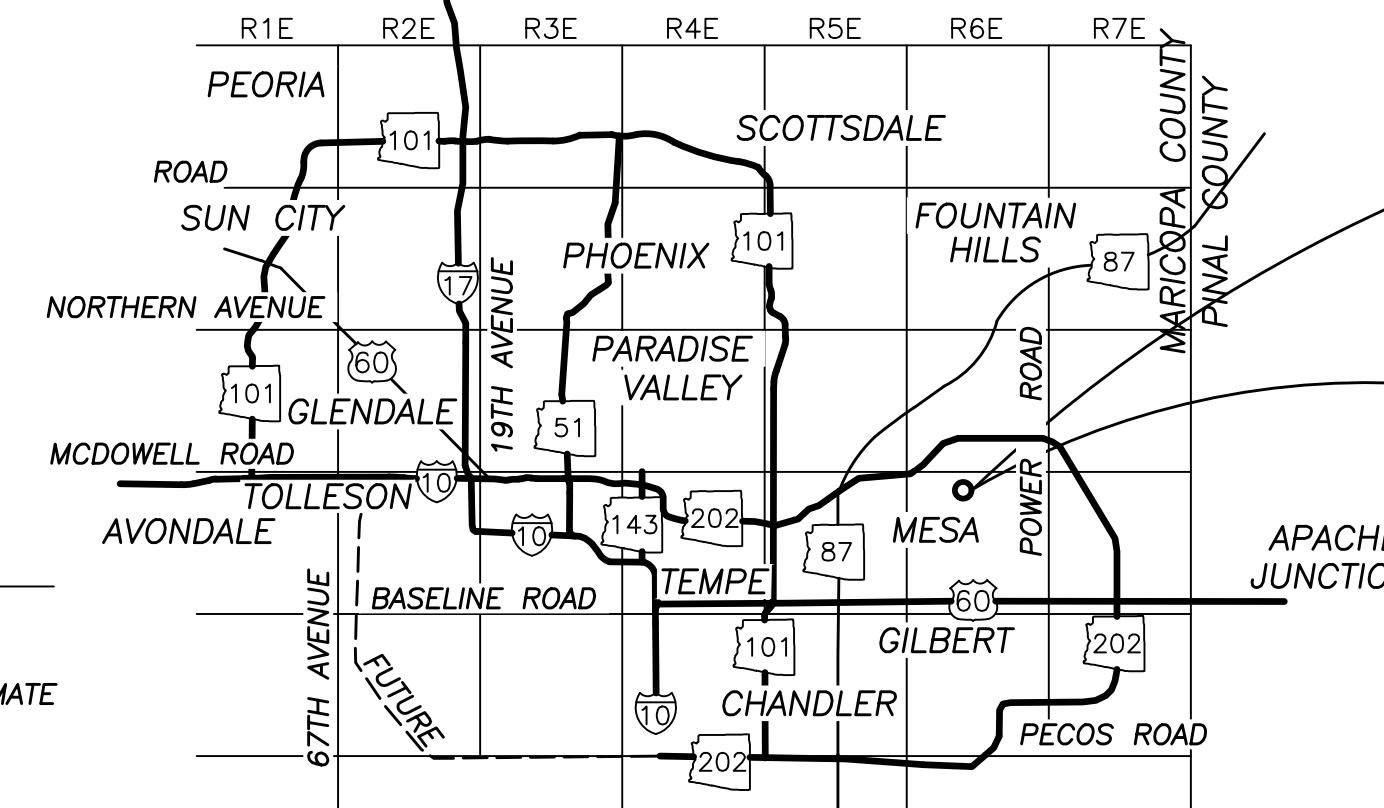 R1E R2E R3E R4E R5E R6E R7E
PEORIA
101
SCOTTSDALE
MARICOPA COUNTY
PINAL COUNTY
ROAD
SUN CITY
FOUNTAIN
HILLS
101
PHOENIX
87
17
NORTHERN AVENUE
19TH AVENUE
PARADISE
VALLEY
ROAD
60
101
GLENDALE
51
MCDOWELL ROAD
10
TOLLESON
POWER
AVONDALE
10
143
202
87
MESA
APACHE
JUNCTIO
TEMPE
BASELINE ROAD
60
67TH AVENUE
101
GILBERT
202
MATE
FUTURE
10
CHANDLER
PECOS ROAD
202